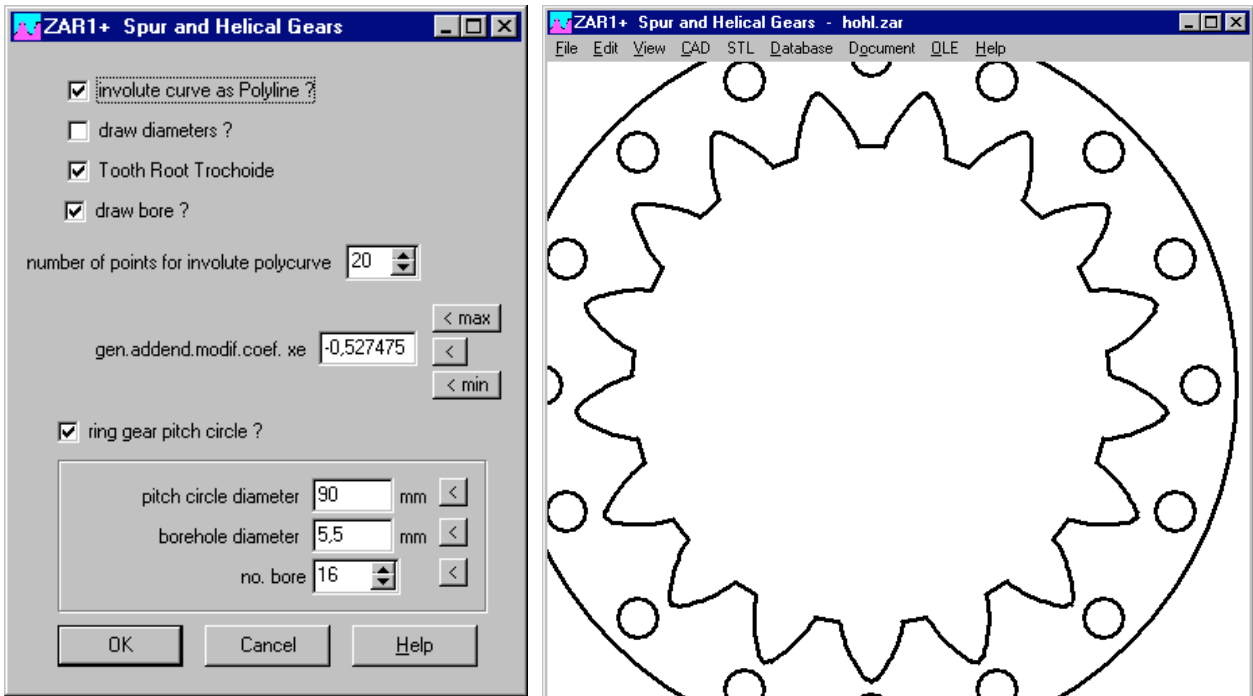 ZAR1+ Spur and Helical Gears
involute curve as Polyline ?
draw diameters ?
Tooth Root Trochoide
draw bore ?
number of points for involute polycurve 20
< max
gen.addend.modif.coef. xe -0,527475 <
< min
ring gear pitch circle ?
pitch circle diameter 90 mm <
borehole diameter 5,5 mm <
no. bore 16 <
OK Cancel Help
ZAR1+ Spur and Helical Gears - hohl.zar
File Edit View CAD STL Database Document OLE Help